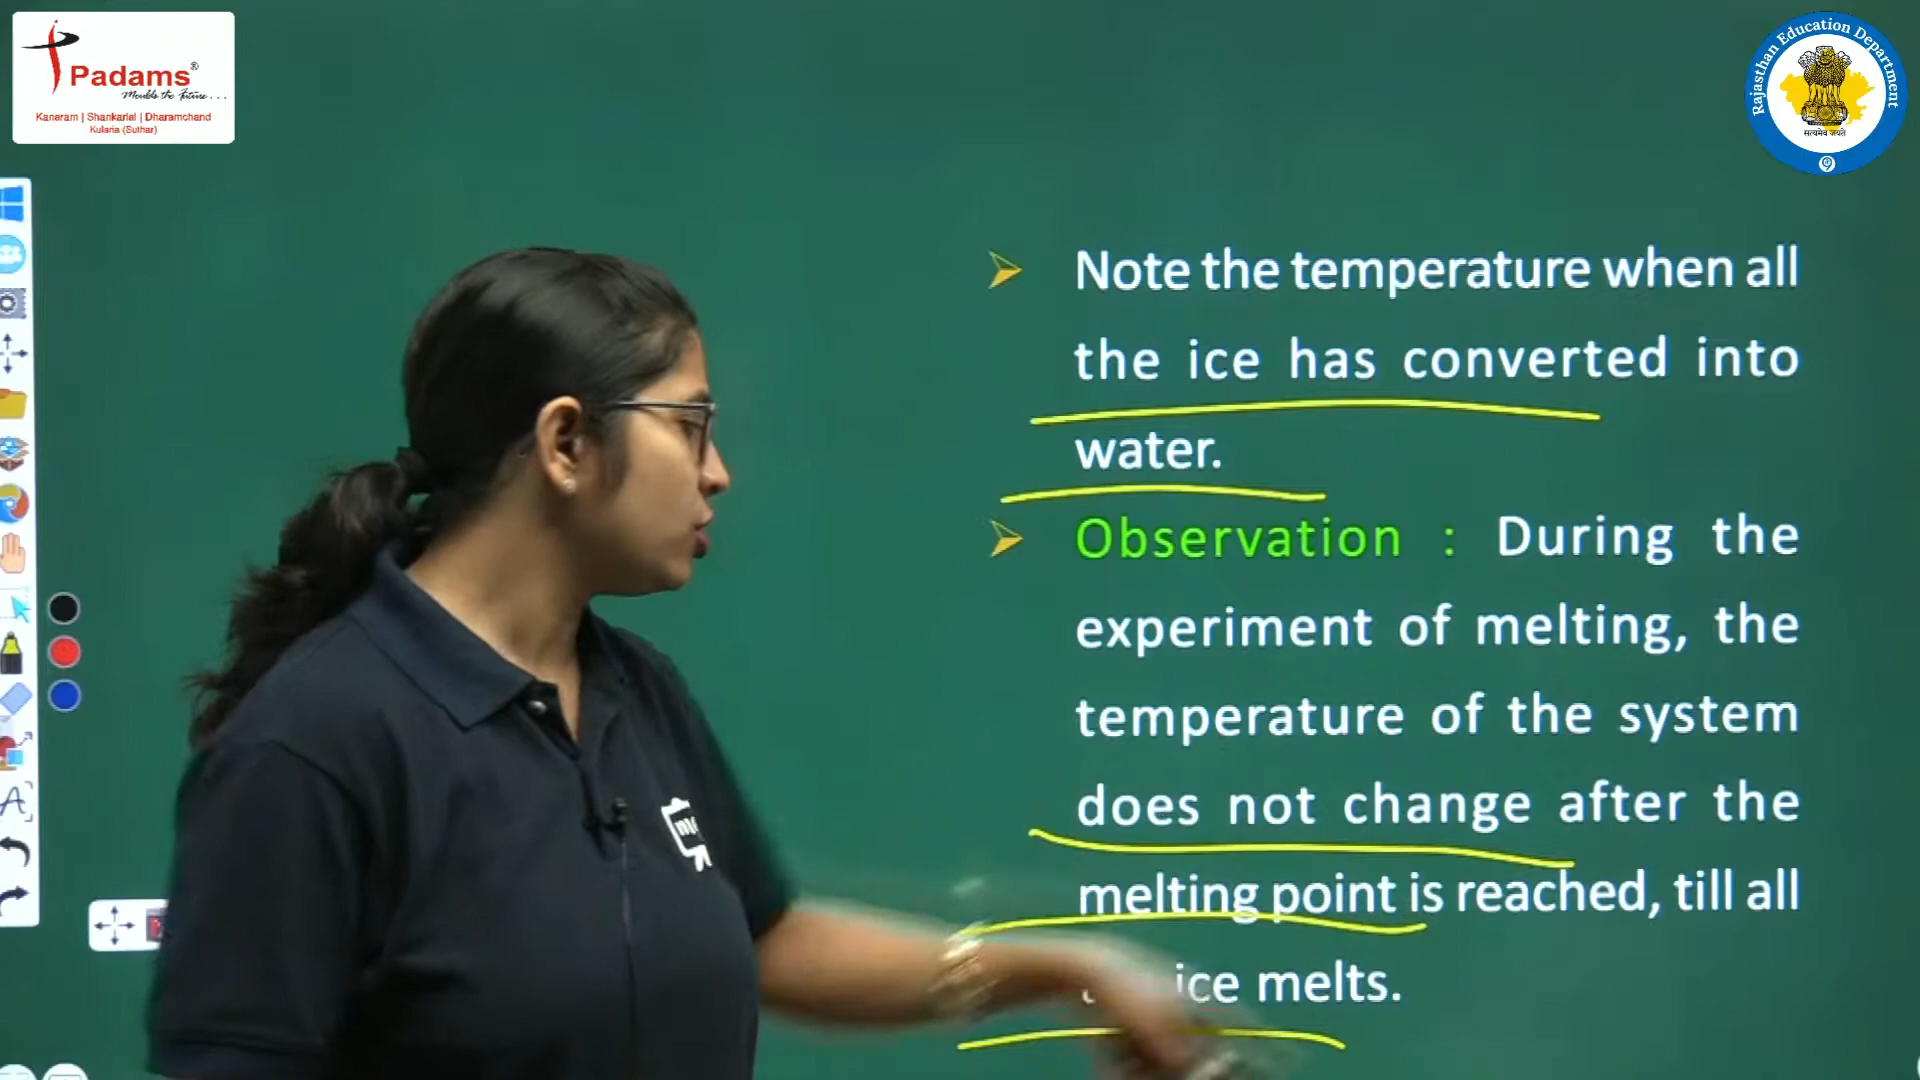 Padams®
Moulds the Future...
Kanaram | Shankarlal | Dharamchand
Kularia (Suthar)
Rajasthan Education Department
सत्यमेव जयते
Note the temperature when all
the ice has converted into
water.
Observation : During the
experiment of melting, the
temperature of the system
does not change after the
melting point is reached, till all
ice melts.